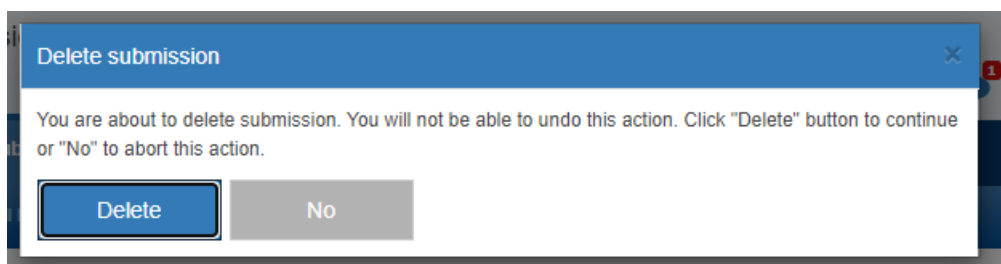 Delete submission
×
1
You are about to delete submission. You will not be able to undo this action. Click "Delete" button to continue
or "No" to abort this action.
Delete No